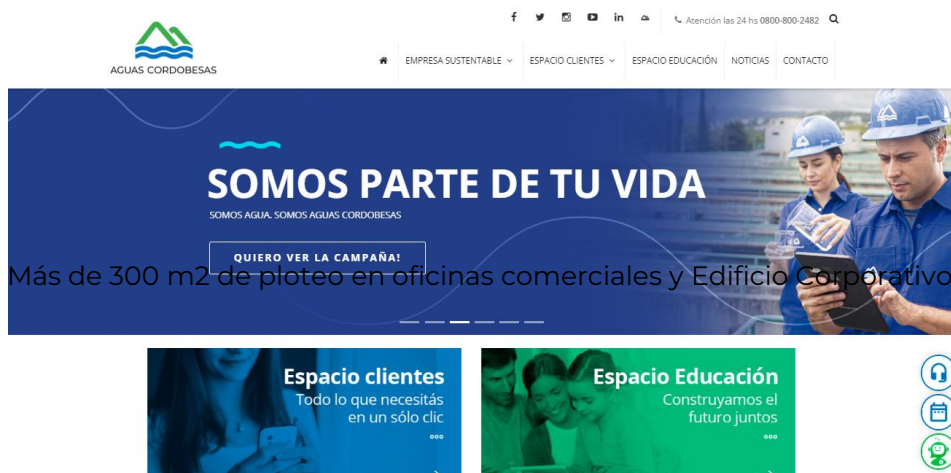 Atención las 24 hs 0800-800-2482
AGUAS CORDOBESAS
EMPRESA SUSTENTABLE
ESPACIO CLIENTES
ESPACIO EDUCACIÓN
NOTICIAS
CONTACTO
SOMOS PARTE DE TU VIDA
SOMOS AGUA. SOMOS AGUAS CORDOBESAS
QUIERO VER LA CAMPAÑA!
Más de 300 m2 de ploteo en oficinas comerciales y Edificio Corporativo
Espacio clientes
Todo lo que necesitás
en un sólo clic
Espacio Educación
Construyamos el
futuro juntos